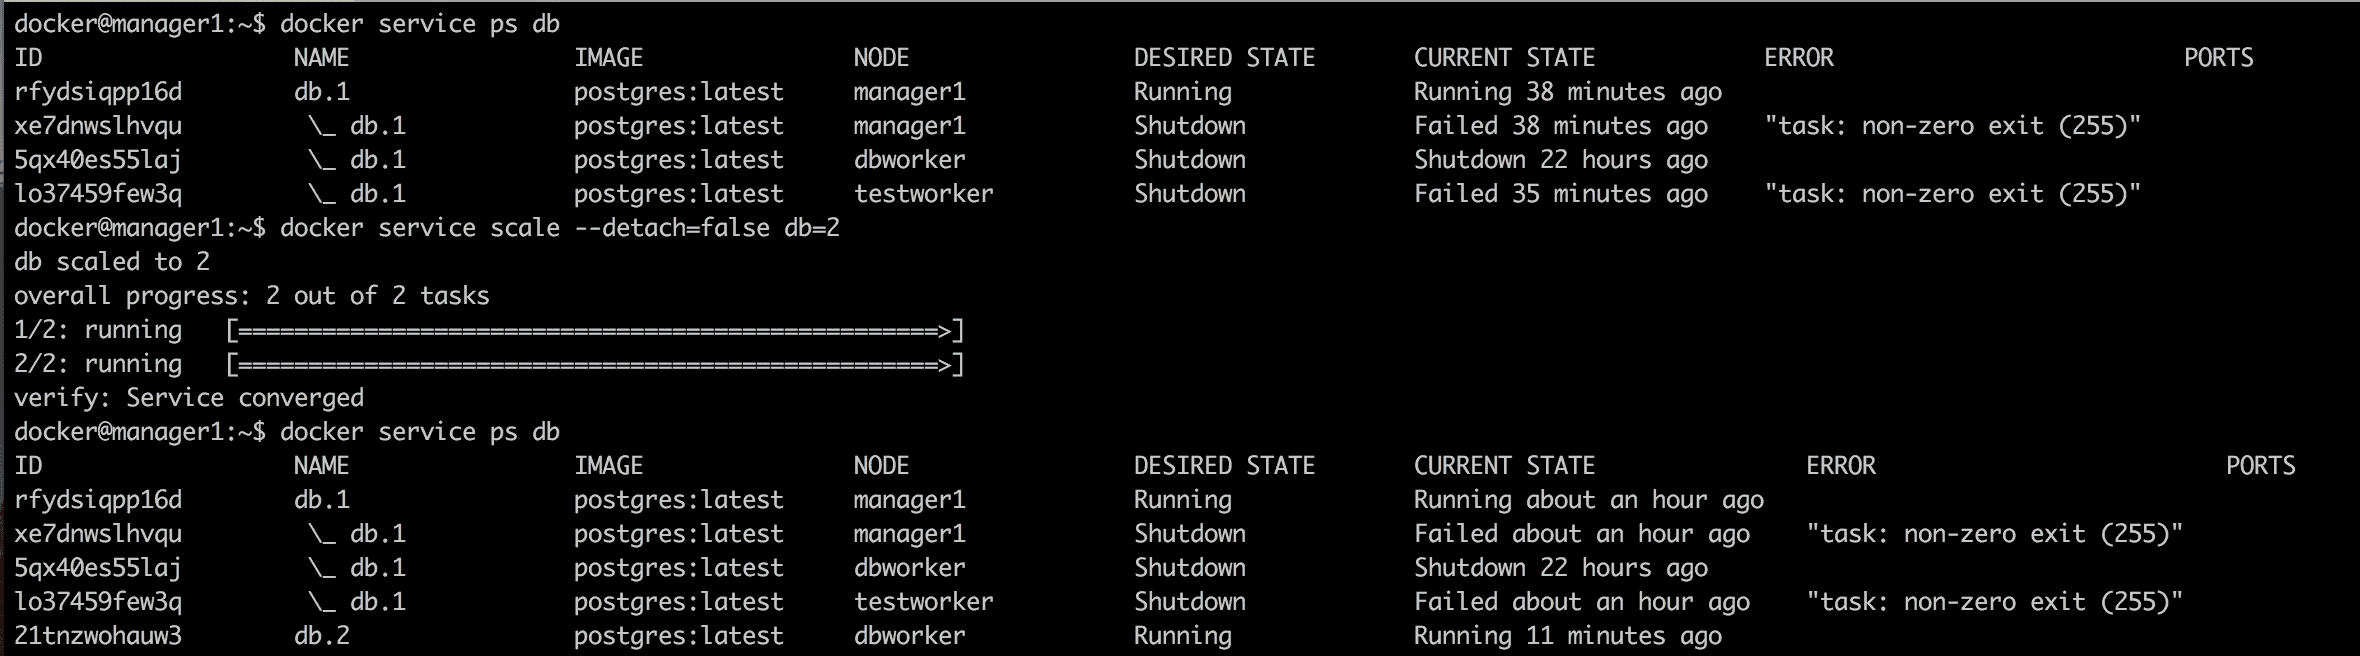 docker@manager1:~$ docker service ps db
ID                  NAME                IMAGE               NODE                DESIRED STATE       CURRENT STATE            ERROR                         PORTS
rfydsiqpp16d        db.1                postgres:latest     manager1            Running             Running 38 minutes ago
xe7dnwslhvqu         \_ db.1            postgres:latest     manager1            Shutdown            Failed 38 minutes ago    "task: non-zero exit (255)"
5qx40es55laj         \_ db.1            postgres:latest     dbworker            Shutdown            Shutdown 22 hours ago
lo37459few3q         \_ db.1            postgres:latest     testworker          Shutdown            Failed 35 minutes ago    "task: non-zero exit (255)"
docker@manager1:~$ docker service scale --detach=false db=2
db scaled to 2
overall progress: 2 out of 2 tasks
1/2: running   [==================================================>]
2/2: running   [==================================================>]
verify: Service converged
docker@manager1:~$ docker service ps db
ID                  NAME                IMAGE               NODE                DESIRED STATE       CURRENT STATE               ERROR                         PORTS
rfydsiqpp16d        db.1                postgres:latest     manager1            Running             Running about an hour ago
xe7dnwslhvqu         \_ db.1            postgres:latest     manager1            Shutdown            Failed about an hour ago    "task: non-zero exit (255)"
5qx40es55laj         \_ db.1            postgres:latest     dbworker            Shutdown            Shutdown 22 hours ago
lo37459few3q         \_ db.1            postgres:latest     testworker          Shutdown            Failed about an hour ago    "task: non-zero exit (255)"
21tnzwohauw3        db.2                postgres:latest     dbworker            Running             Running 11 minutes ago